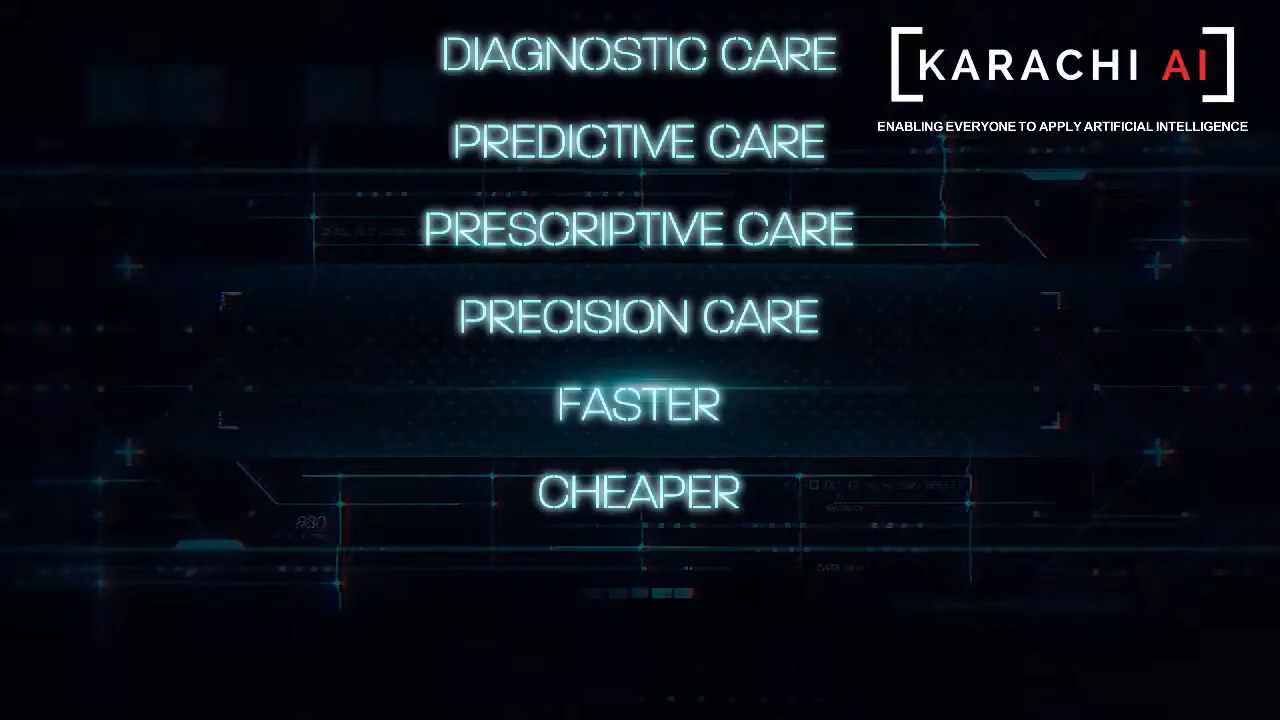 DIAGNOSTIC CARE
[KARACHI AI]
ENABLING EVERYONE TO APPLY ARTIFICIAL INTELLIGENCE
PREDICTIVE CARE
PRESCRIPTIVE CARE
PRECISION CARE
FASTER
CHEAPER